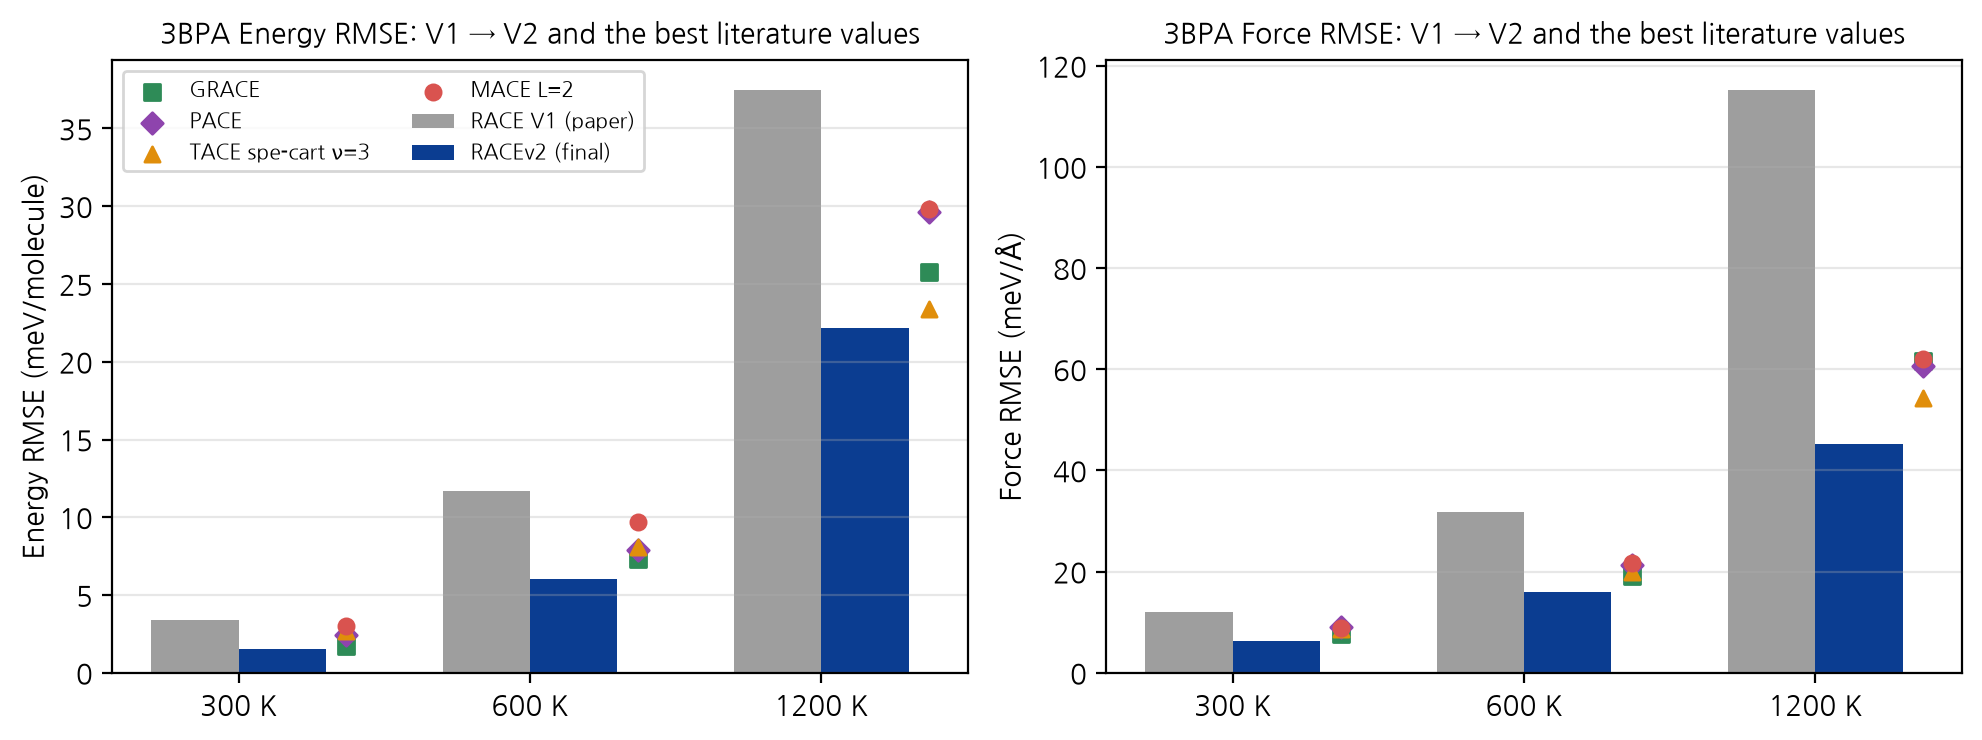 3BPA Energy RMSE: V1 → V2 and the best literature values
GRACE
PACE
TACE spe-cart ν=3
MACE L=2
RACE V1 (paper)
RACEv2 (final)
Energy RMSE (meV/molecule)
35
30
25
20
15
10
5
0
300 K
600 K
1200 K
3BPA Force RMSE: V1 → V2 and the best literature values
Force RMSE (meV/Å)
120
100
80
60
40
20
0
300 K
600 K
1200 K